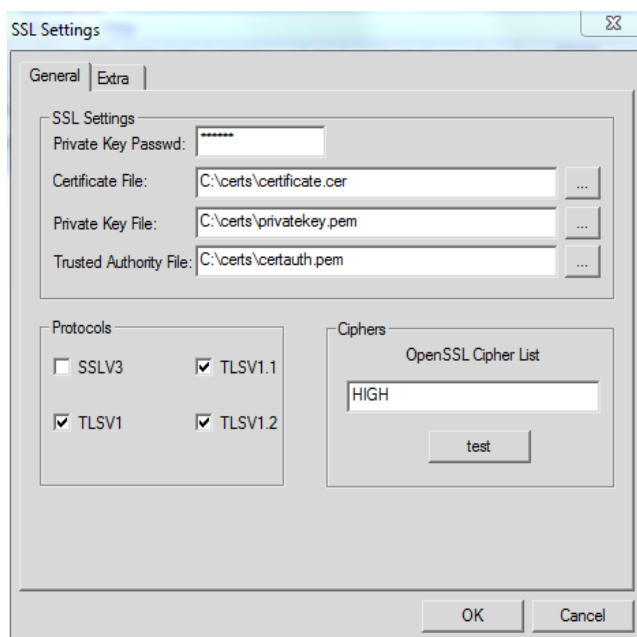 SSL Settings
General Extra
SSL Settings
Private Key Passwd: ******
Certificate File: C:\certs\certificate.cer ...
Private Key File: C:\certs\privatekey.pem ...
Trusted Authority File: C:\certs\certauth.pem ...
Protocols
SSLV3 TLSV1.1
TLSV1 TLSV1.2
Ciphers
OpenSSL Cipher List
HIGH
test
OK Cancel